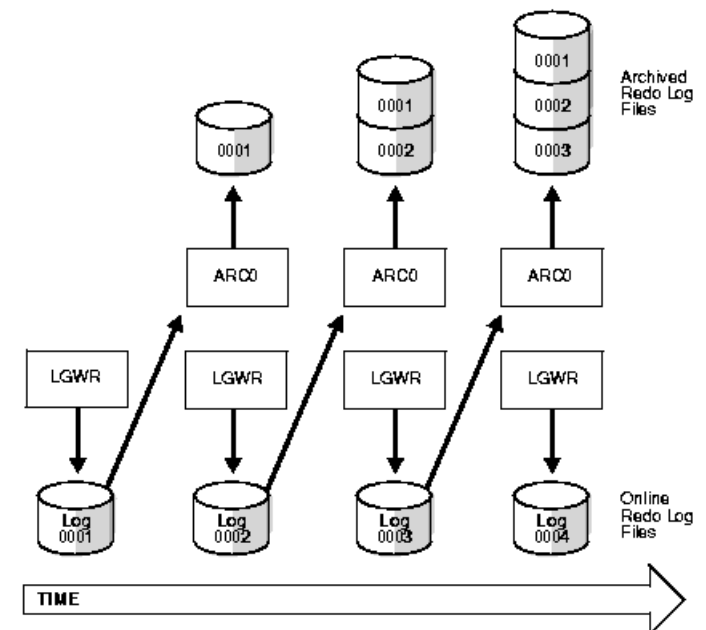 0001
Archived
Redo Log
Files
0001
0002
0001
0002
0003
ARC0
ARC0
ARC0
LGWR
LGWR
LGWR
LGWR
Online
Redo Log
Files
Log
0001
Log
0002
Log
0003
Log
0004
TIME